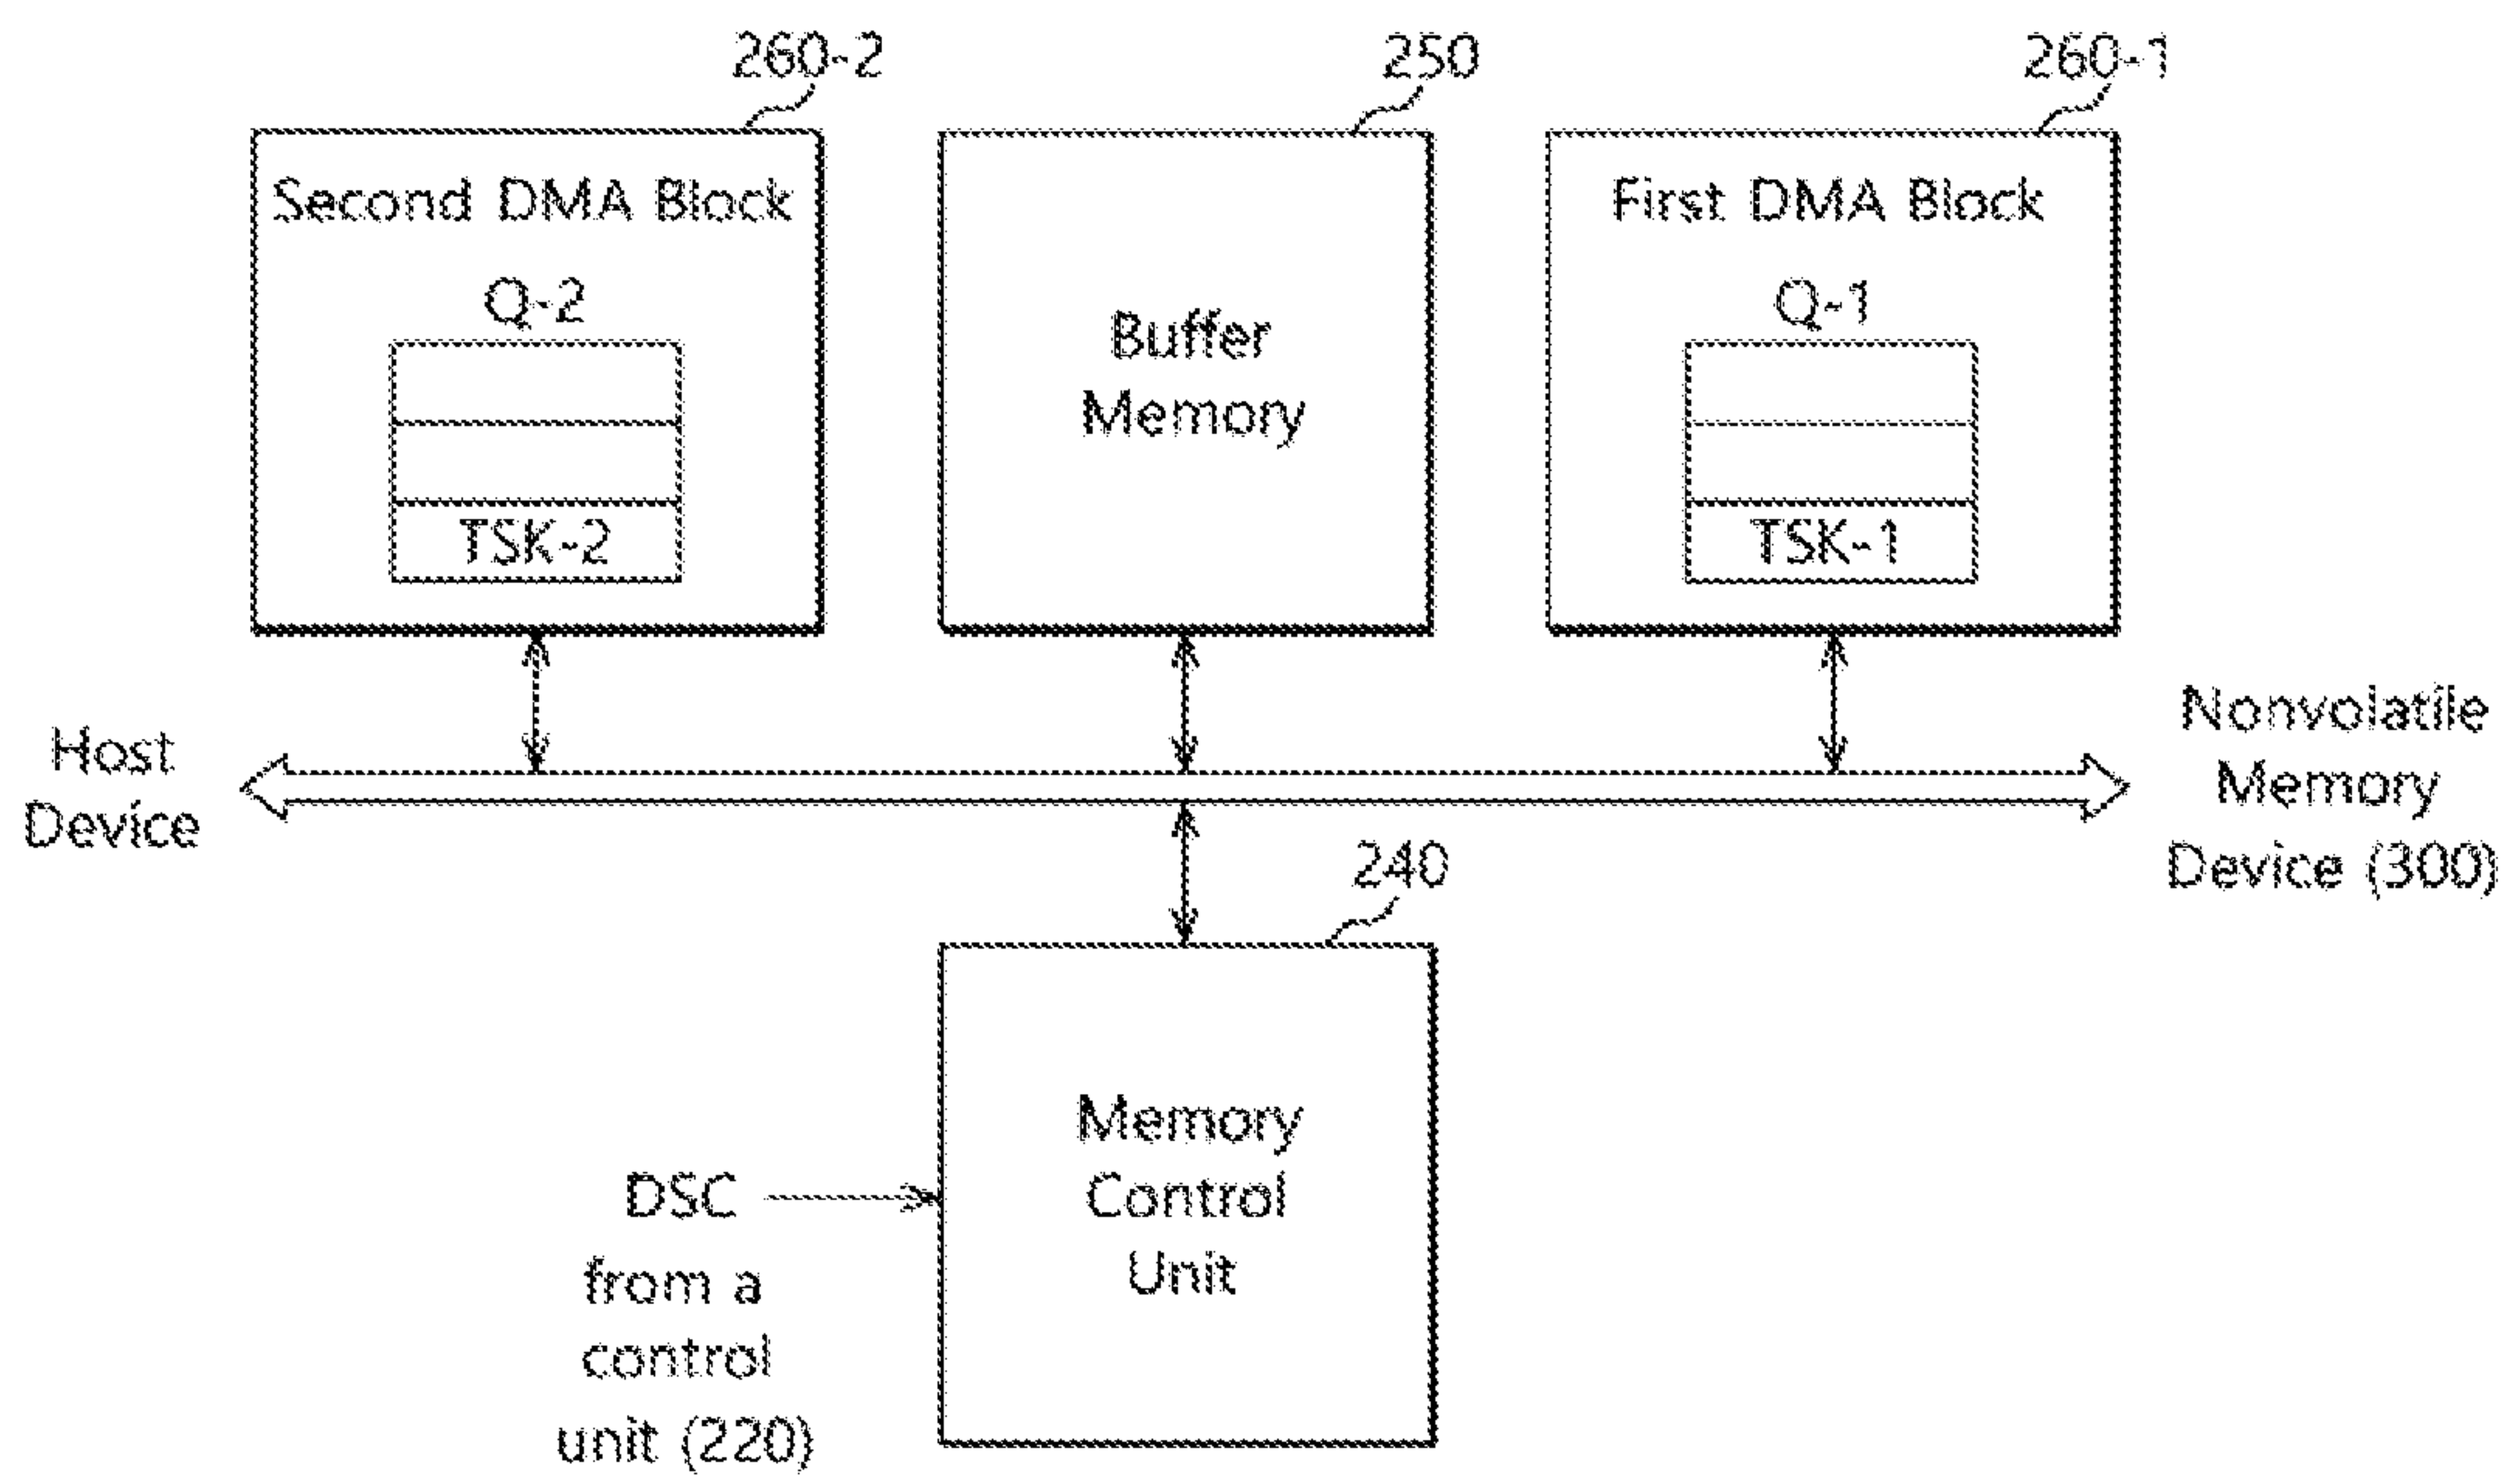 260-2
250
260-1
Second DMA Block
Q-2
TSK-2
Buffer
Memory
First DMA Block
Q-1
TSK-1
Host
Device
Nonvolatile
Memory
Device (300)
240
Memory
Control
Unit
DSC
from a
control
unit (220)